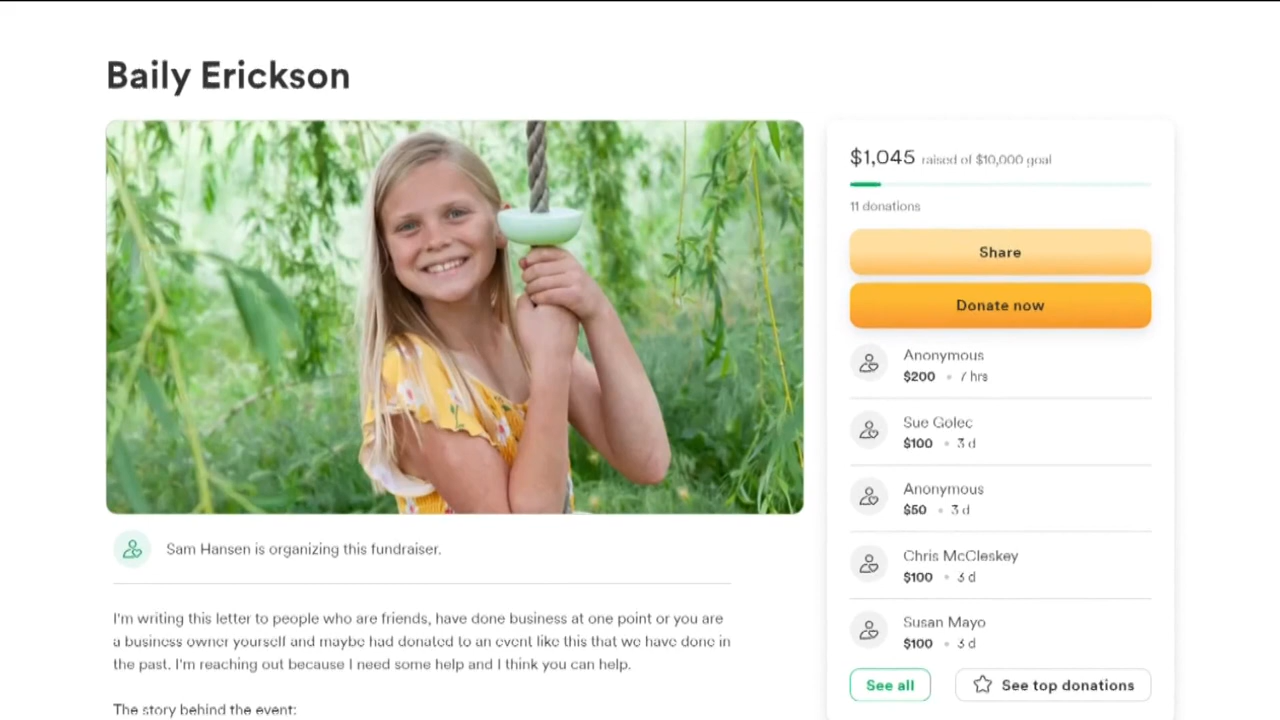 Baily Erickson
$1,045 raised of $10,000 goal
11 donations
Share
Donate now
Anonymous
$200 • 7 hrs
Sue Golec
$100 • 3 d
Anonymous
$50 • 3 d
Chris McCleskey
$100 • 3 d
Susan Mayo
$100 • 3 d
See all
See top donations
Sam Hansen is organizing this fundraiser.
I'm writing this letter to people who are friends, have done business at one point or you are
a business owner yourself and maybe had donated to an event like this that we have done in
the past. I'm reaching out because I need some help and I think you can help.
The story behind the event: